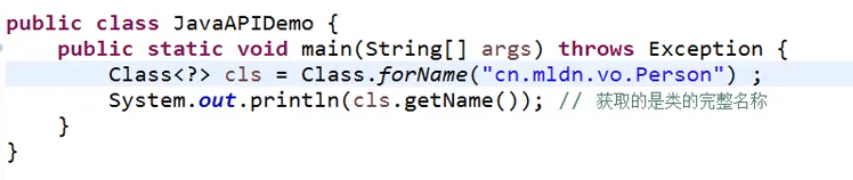 public class JavaAPIDemo {
    public static void main(String[] args) throws Exception {
        Class<?> cls = Class.forName("cn.mldn.vo.Person") ;
        System.out.println(cls.getName()); // 获取的是类的完整名称
    }
}